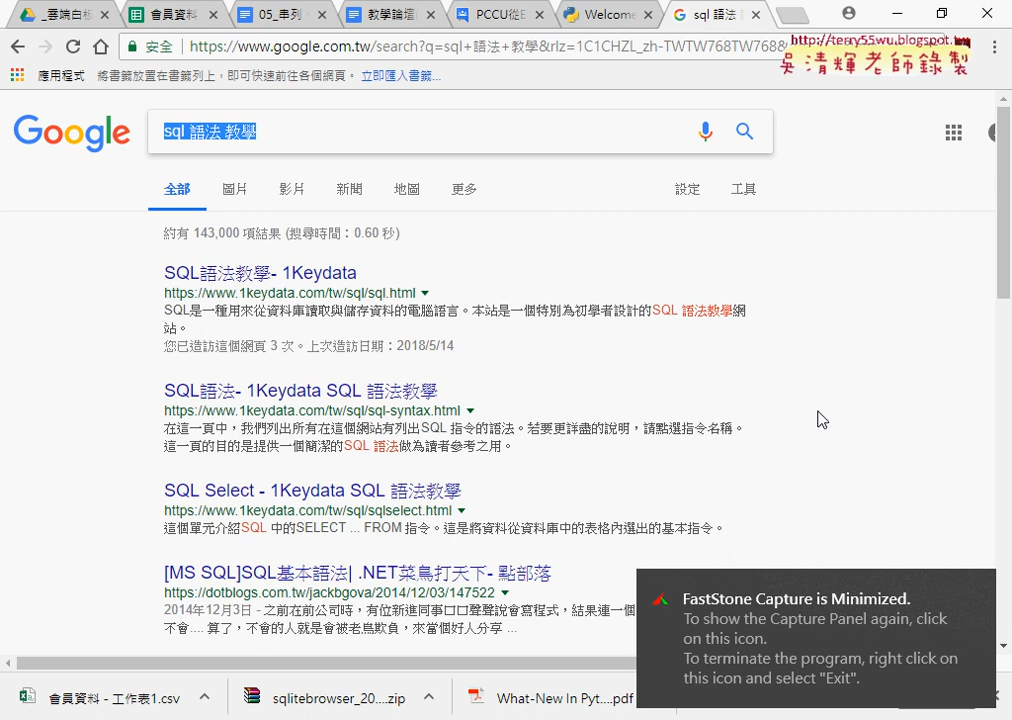 _雲端白板
會員資料
05_串列
教學論壇
PCCU從E
Welcome
sql 語法
安全 https://www.google.com.tw/search?q=sql+語法+教學&rlz=1C1CHZL_zh-TWTW768TW768&
http://terry55wu.blogspot.tw
吳清輝老師錄製
應用程式 將書籤放置在書籤列上，即可快速前往各個網頁。 立即匯入書籤...
Google
sql 語法 教學
全部 圖片 影片 新聞 地圖 更多 設定 工具
約有 143,000 項結果 (搜尋時間：0.60 秒)
SQL語法教學- 1Keydata
https://www.1keydata.com/tw/sql/sql.html
SQL是一種用來從資料庫讀取與儲存資料的電腦語言。本站是一個特別為初學者設計的SQL 語法教學網
站。
您已造訪這個網頁 3 次。上次造訪日期：2018/5/14
SQL語法- 1Keydata SQL 語法教學
https://www.1keydata.com/tw/sql/sql-syntax.html
在這一頁中，我們列出所有在這個網站有列出SQL 指令的語法。若要更詳盡的說明，請點選指令名稱。
這一頁的目的是提供一個簡潔的SQL 語法做為讀者參考之用。
SQL Select - 1Keydata SQL 語法教學
https://www.1keydata.com/tw/sql/sqlselect.html
這個單元介紹SQL 中的SELECT ... FROM 指令。這是將資料從資料庫中的表格內選出的基本指令。
[MS SQL]SQL基本語法| .NET菜鳥打天下- 點部落
https://dotblogs.com.tw/jackbgova/2014/12/03/147522
2014年12月3日 - 之前在前公司時，有位新進同事口口聲聲說會寫程式，結果連一個
不會.... 算了，不會的人就是會被老鳥欺負，來當個好人分享 ...
FastStone Capture is Minimized.
To show the Capture Panel again, click
on this icon.
To terminate the program, right click on
this icon and select "Exit".
會員資料 - 工作表1.csv
sqlitebrowser_20....zip
What-New In Pyt....pdf